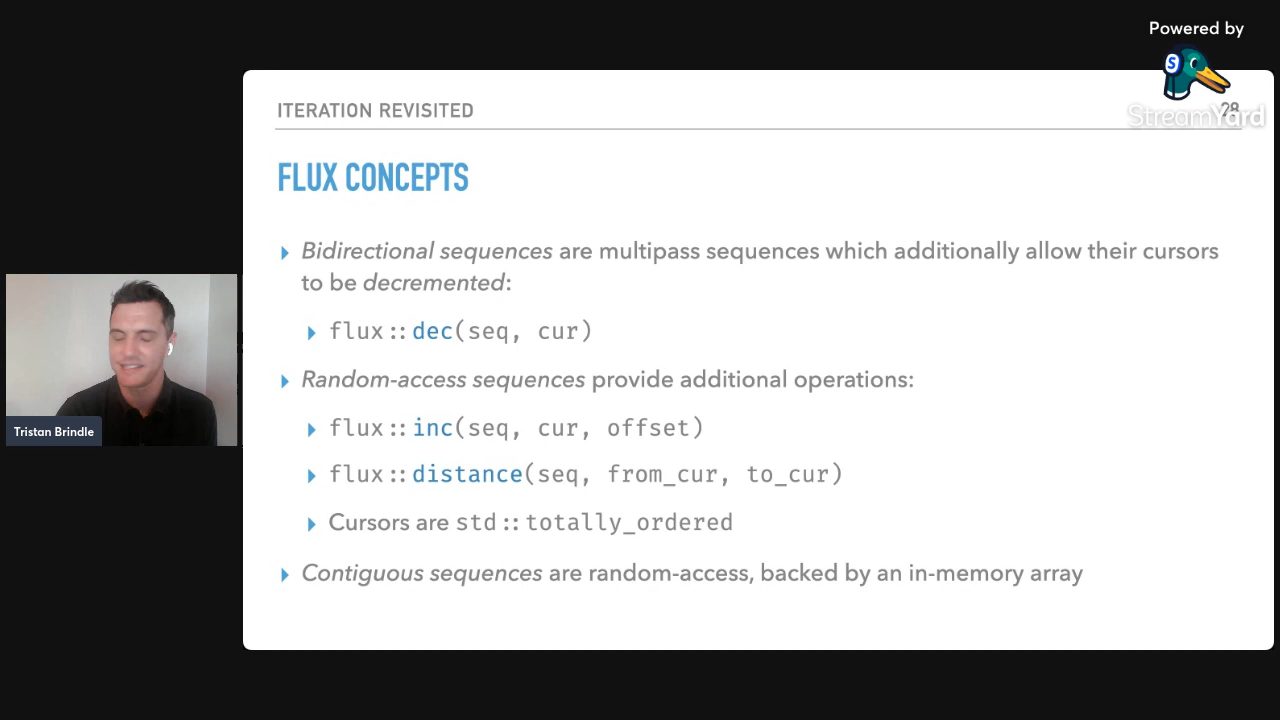 Powered by
S
StreamYard
ITERATION REVISITED
28
FLUX CONCEPTS
Bidirectional sequences are multipass sequences which additionally allow their cursors
to be decremented:
flux::dec(seq, cur)
Random-access sequences provide additional operations:
flux::inc(seq, cur, offset)
flux::distance(seq, from_cur, to_cur)
Cursors are std::totally_ordered
Contiguous sequences are random-access, backed by an in-memory array
Tristan Brindle